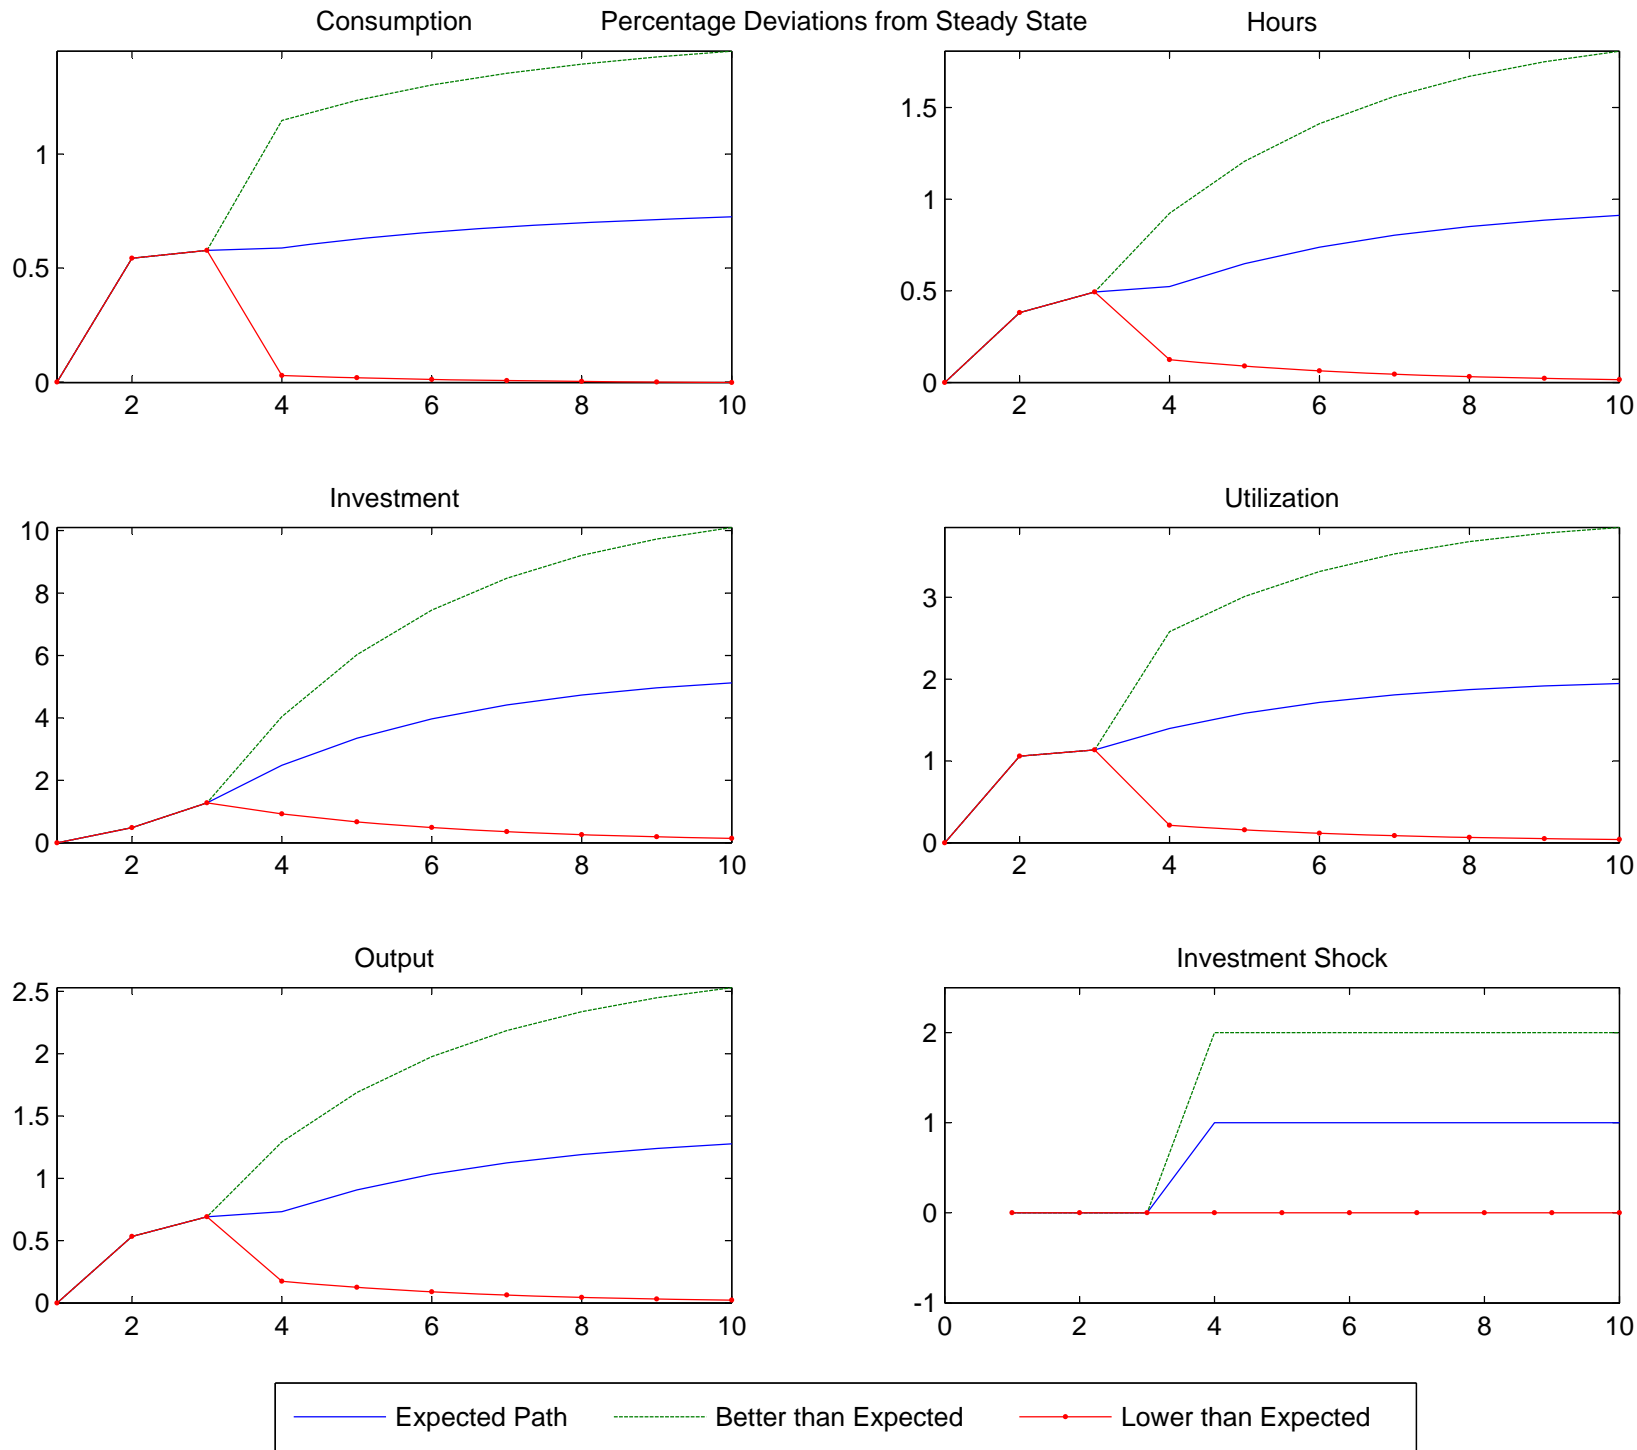 Consumption
Percentage Deviations from Steady State
Hours
1
0.5
0
2 4 6 8 10
1.5
1
0.5
0
2 4 6 8 10
Investment
Utilization
10
8
6
4
2
0
2 4 6 8 10
3
2
1
0
2 4 6 8 10
Output
Investment Shock
2.5
2
1.5
1
0.5
0
2 4 6 8 10
2
1
0
-1
0 2 4 6 8 10
Expected Path Better than Expected Lower than Expected